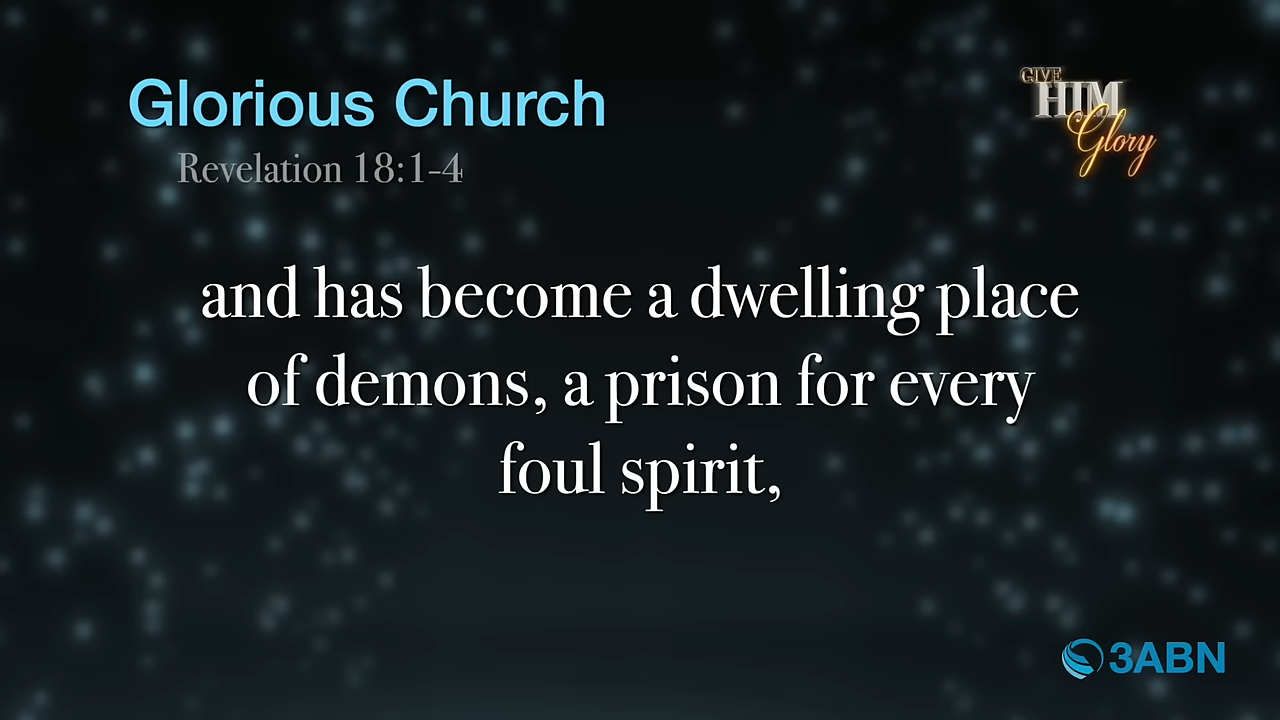 Glorious Church
Revelation 18:1-4
GIVE
HIM
Glory
and has become a dwelling place
of demons, a prison for every
foul spirit,
3ABN